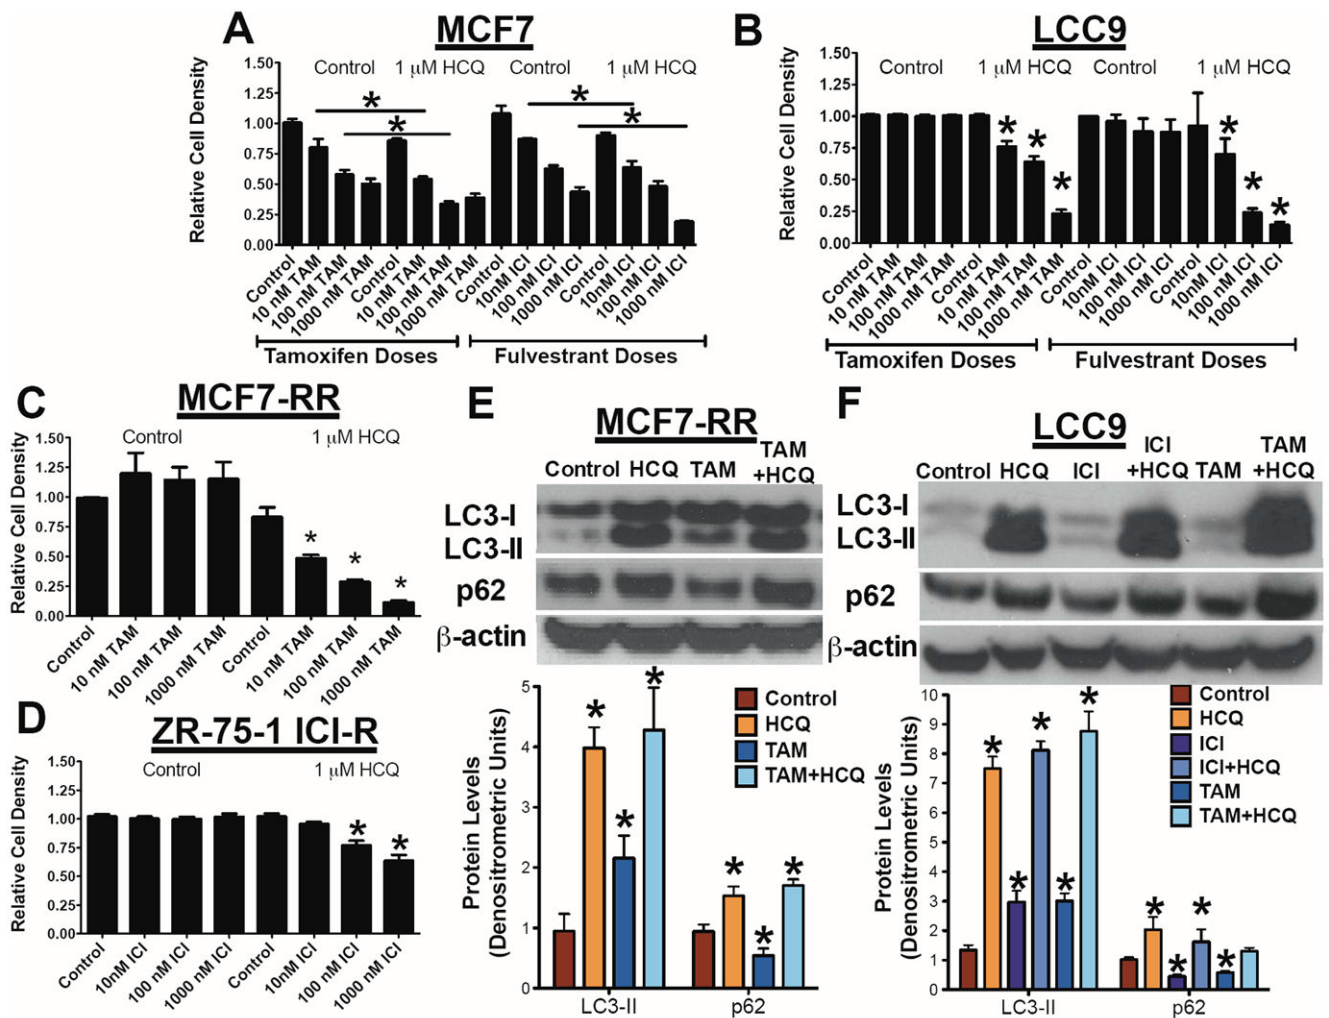 A
MCF7
Relative Cell Density
Control
1 µM HCQ
Control
1 µM HCQ
1.50
1.25
1.00
0.75
0.50
0.25
0.00
*
*
*
*
Control
10 nM TAM
100 nM TAM
1000 nM TAM
Control
10 nM TAM
100 nM TAM
1000 nM TAM
Control
10nM ICI
100 nM ICI
1000 nM ICI
Control
10nM ICI
100 nM ICI
1000 nM ICI
Tamoxifen Doses
Fulvestrant Doses
B
LCC9
Relative Cell Density
Control
1 µM HCQ
Control
1 µM HCQ
1.50
1.25
1.00
0.75
0.50
0.25
0.00
*
*
*
*
*
*
Control
10 nM TAM
100 nM TAM
1000 nM TAM
Control
10 nM TAM
100 nM TAM
1000 nM TAM
Control
10nM ICI
100 nM ICI
1000 nM ICI
Control
10nM ICI
100 nM ICI
1000 nM ICI
Tamoxifen Doses
Fulvestrant Doses
C
MCF7-RR
Relative Cell Density
Control
1 µM HCQ
1.50
1.25
1.00
0.75
0.50
0.25
0.00
*
*
*
Control
10 nM TAM
100 nM TAM
1000 nM TAM
Control
10 nM TAM
100 nM TAM
1000 nM TAM
D
ZR-75-1 ICI-R
Relative Cell Density
Control
1 µM HCQ
1.50
1.25
1.00
0.75
0.50
0.25
0.00
*
*
Control
10nM ICI
100 nM ICI
1000 nM ICI
Control
10nM ICI
100 nM ICI
1000 nM ICI
E
MCF7-RR
Control HCQ TAM TAM +HCQ
LC3-I
LC3-II
p62
β-actin
Protein Levels
(Denositrometric Units)
5
4
3
2
1
0
*
*
*
*
*
*
Control
HCQ
TAM
TAM+HCQ
LC3-II
p62
F
LCC9
Control HCQ ICI ICI +HCQ TAM TAM +HCQ
LC3-I
LC3-II
p62
β-actin
Protein Levels
(Denositrometric Units)
10
9
8
7
6
5
4
3
2
1
0
*
*
*
*
*
*
*
*
*
Control
HCQ
ICI
ICI+HCQ
TAM
TAM+HCQ
LC3-II
p62